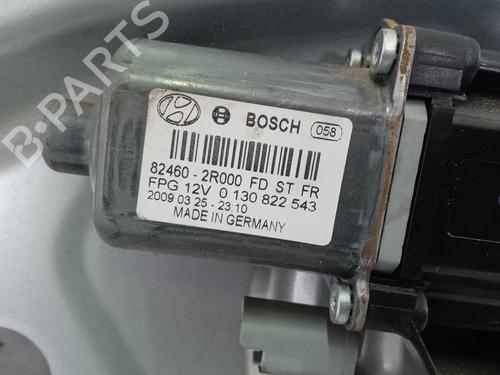 BOSCH 058
82460-2R000 FD ST FR
FPG 12V 0 130 822 543
2009 03 25 - 23:10
MADE IN GERMANY
B-PARTS